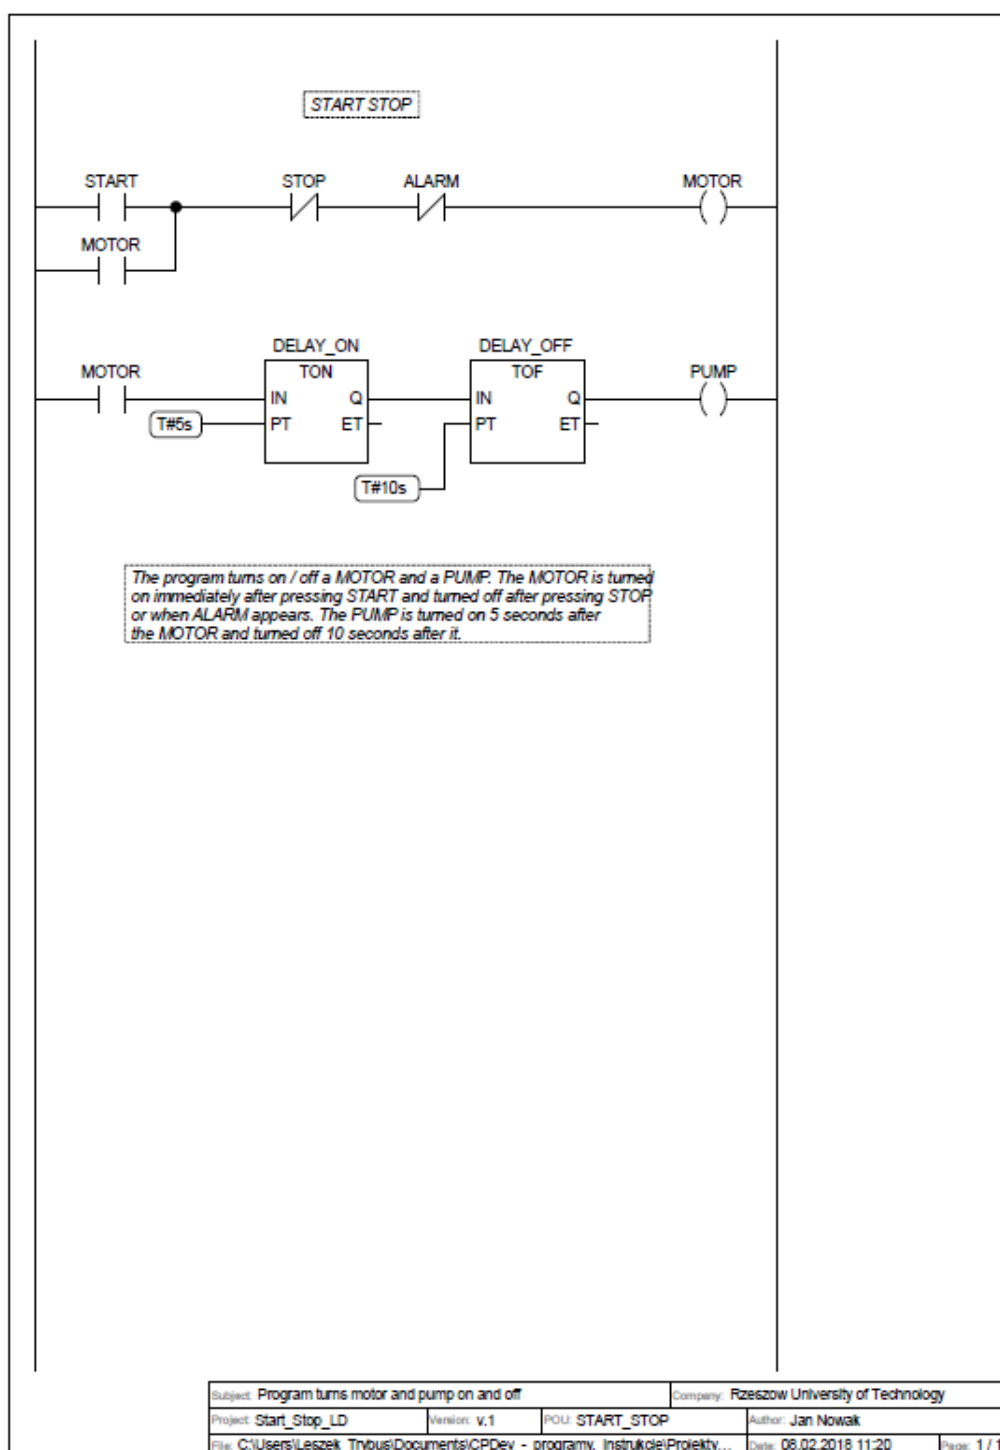 START STOP
START STOP ALARM MOTOR
MOTOR
DELAY_ON DELAY_OFF
MOTOR TON TOF PUMP
IN Q IN Q
T#5s PT ET PT ET
T#10s
The program turns on / off a MOTOR and a PUMP. The MOTOR is turned
on immediately after pressing START and turned off after pressing STOP
or when ALARM appears. The PUMP is turned on 5 seconds after
the MOTOR and turned off 10 seconds after it.
Subject: Program turns motor and pump on and off Company: Rzeszow University of Technology
Project: Start_Stop_LD Version: v.1 POU: START_STOP Author: Jan Nowak
File: C:\Users\Leszek_Trybus\Documents\CPDev - programy, Instrukcje\Projekty... Date: 08.02.2018 11:20 Page: 1 / 1